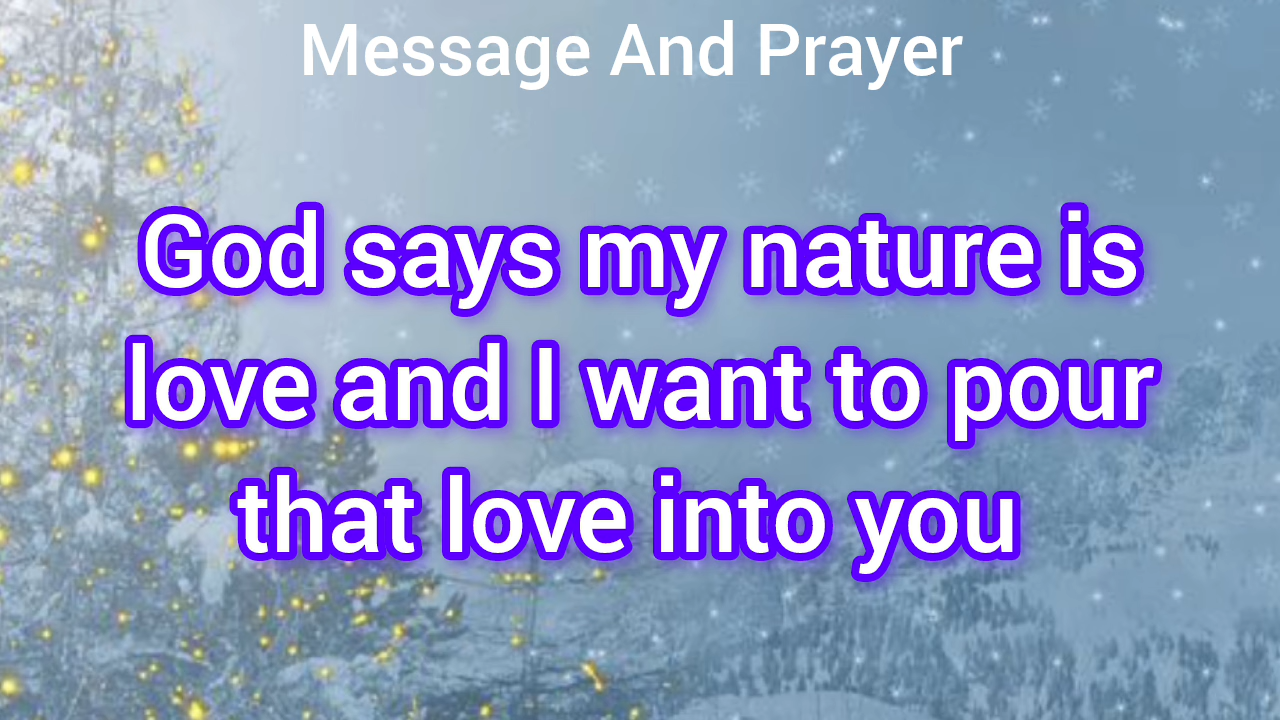 Message And Prayer
God says my nature is
love and I want to pour
that love into you